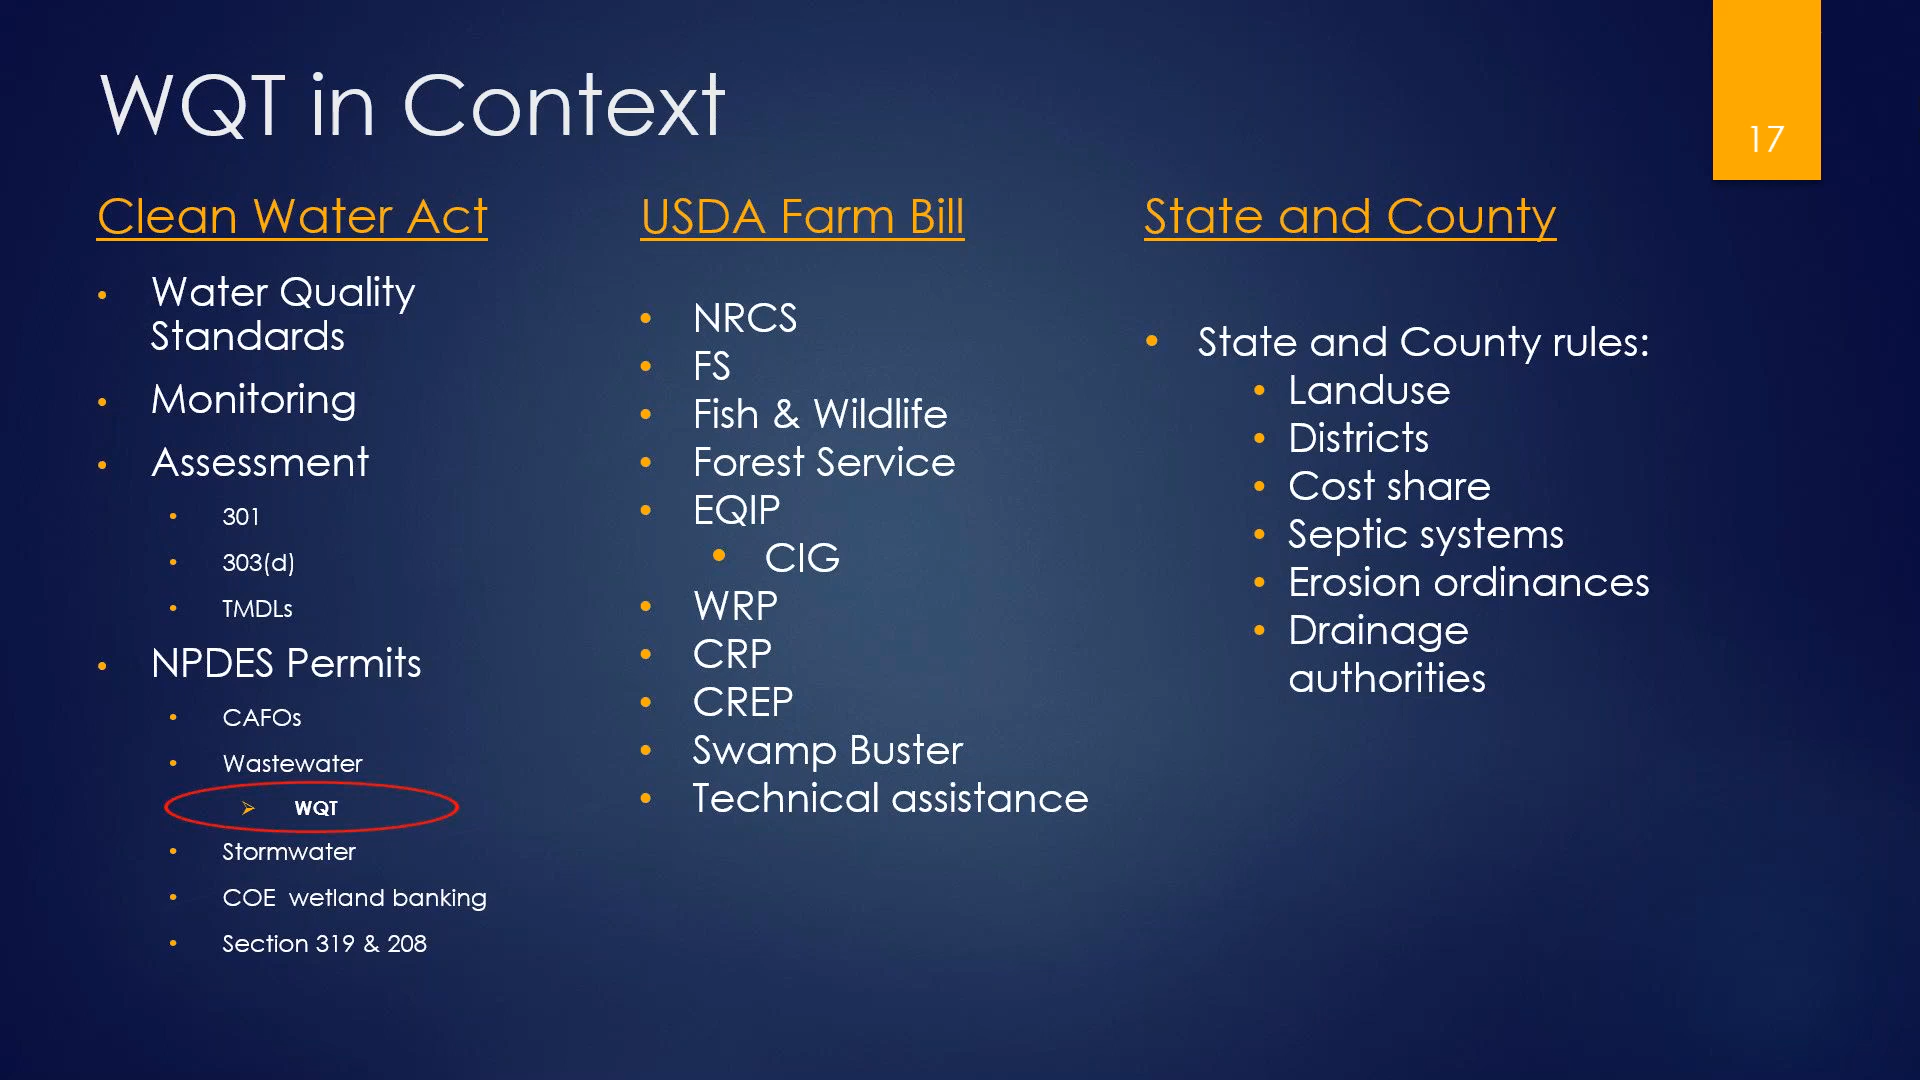 WQT in Context
17
Clean Water Act
• Water Quality
Standards
• Monitoring
• Assessment
• 301
• 303(d)
• TMDLs
• NPDES Permits
• CAFOs
• Wastewater
➢ WQT
• Stormwater
• COE  wetland banking
• Section 319 & 208
USDA Farm Bill
• NRCS
• FS
• Fish & Wildlife
• Forest Service
• EQIP
• CIG
• WRP
• CRP
• CREP
• Swamp Buster
• Technical assistance
State and County
• State and County rules:
• Landuse
• Districts
• Cost share
• Septic systems
• Erosion ordinances
• Drainage
authorities